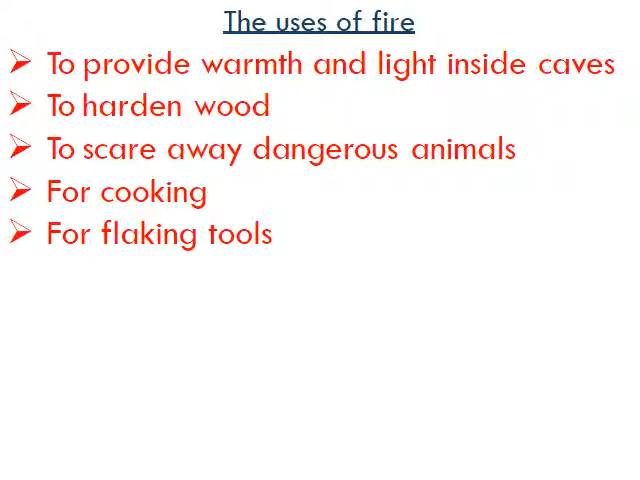 The uses of fire
➢ To provide warmth and light inside caves
➢ To harden wood
➢ To scare away dangerous animals
➢ For cooking
➢ For flaking tools